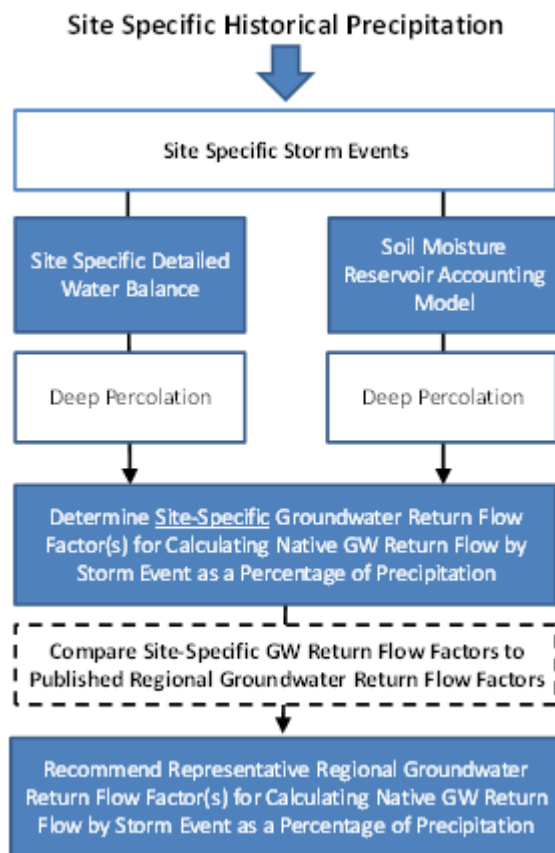 Site Specific Historical Precipitation
Site Specific Storm Events
Site Specific Detailed
Water Balance
Soil Moisture
Reservoir Accounting
Model
Deep Percolation
Deep Percolation
Determine Site-Specific Groundwater Return Flow
Factor(s) for Calculating Native GW Return Flow by
Storm Event as a Percentage of Precipitation
Compare Site-Specific GW Return Flow Factors to
Published Regional Groundwater Return Flow Factors
Recommend Representative Regional Groundwater
Return Flow Factor(s) for Calculating Native GW Return
Flow by Storm Event as a Percentage of Precipitation